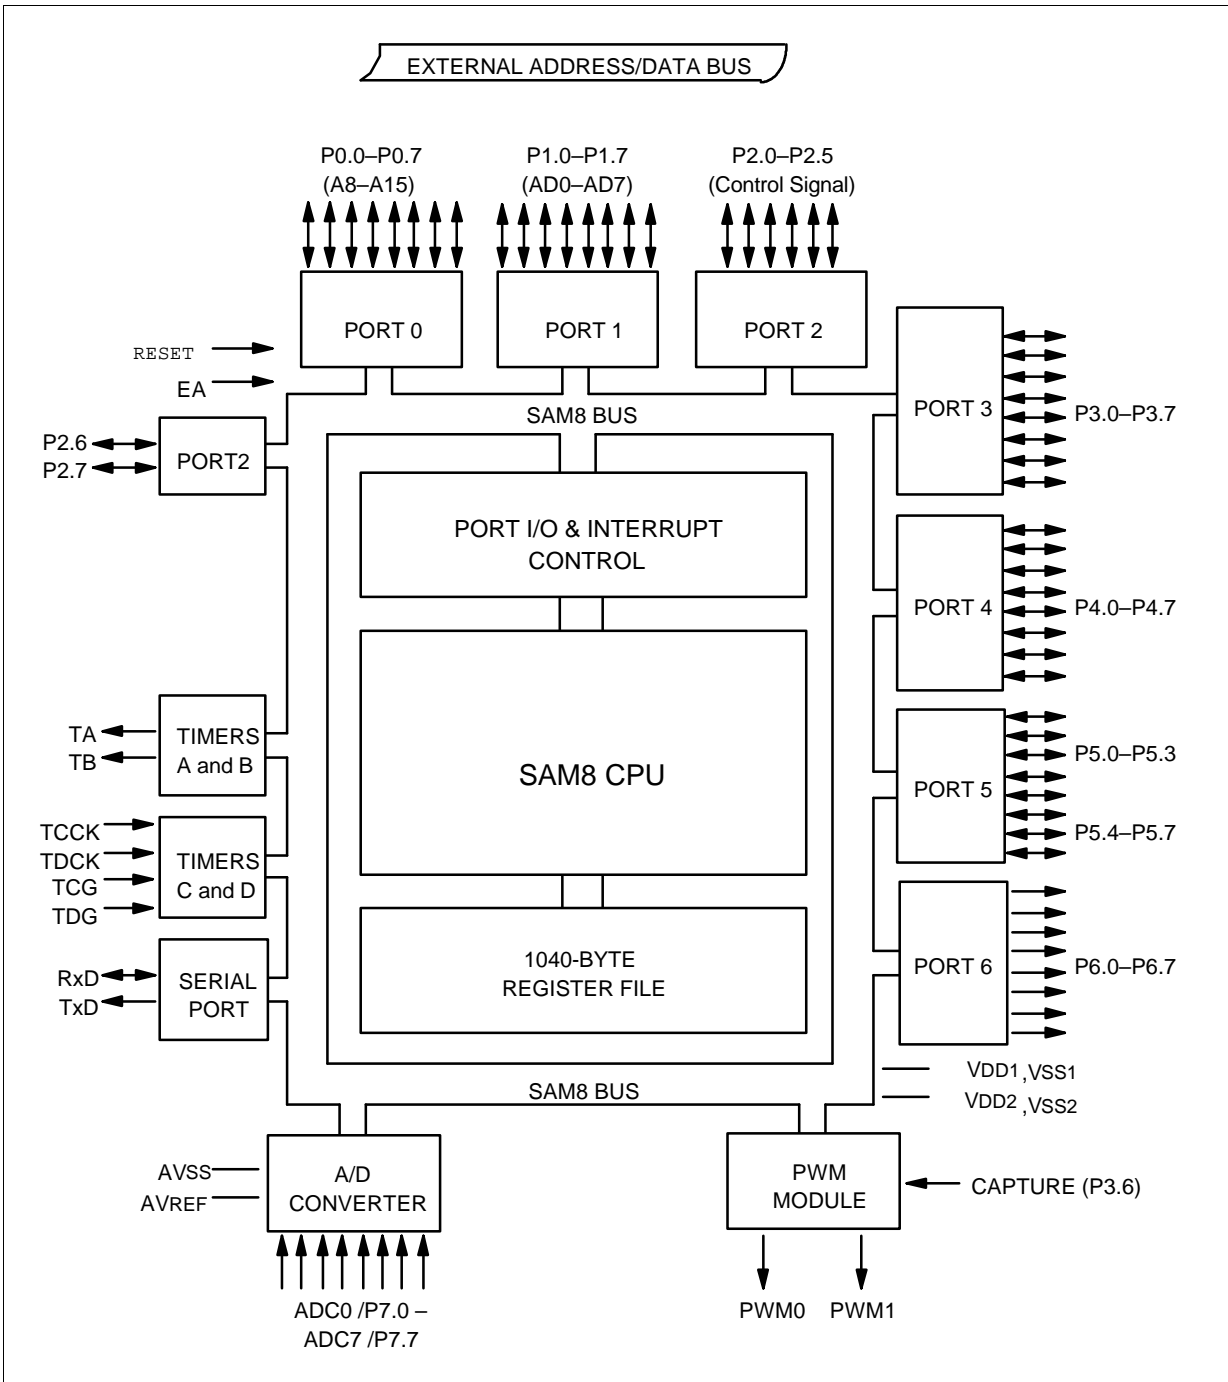 EXTERNAL ADDRESS/DATA BUS
P0.0–P0.7
(A8–A15)
P1.0–P1.7
(AD0–AD7)
P2.0–P2.5
(Control Signal)
PORT 0
PORT 1
PORT 2
RESET
EA
SAM8 BUS
PORT 3
P3.0–P3.7
P2.6
P2.7
PORT2
PORT I/O & INTERRUPT
CONTROL
PORT 4
P4.0–P4.7
TA
TB
TIMERS
A and B
SAM8 CPU
PORT 5
P5.0–P5.3
P5.4–P5.7
TCCK
TDCK
TCG
TDG
TIMERS
C and D
1040-BYTE
REGISTER FILE
PORT 6
P6.0–P6.7
RxD
TxD
SERIAL
PORT
VDD1 ,VSS1
VDD2 ,VSS2
SAM8 BUS
AVSS
AVREF
A/D
CONVERTER
PWM
MODULE
CAPTURE (P3.6)
ADC0 /P7.0 –
ADC7 /P7.7
PWM0
PWM1